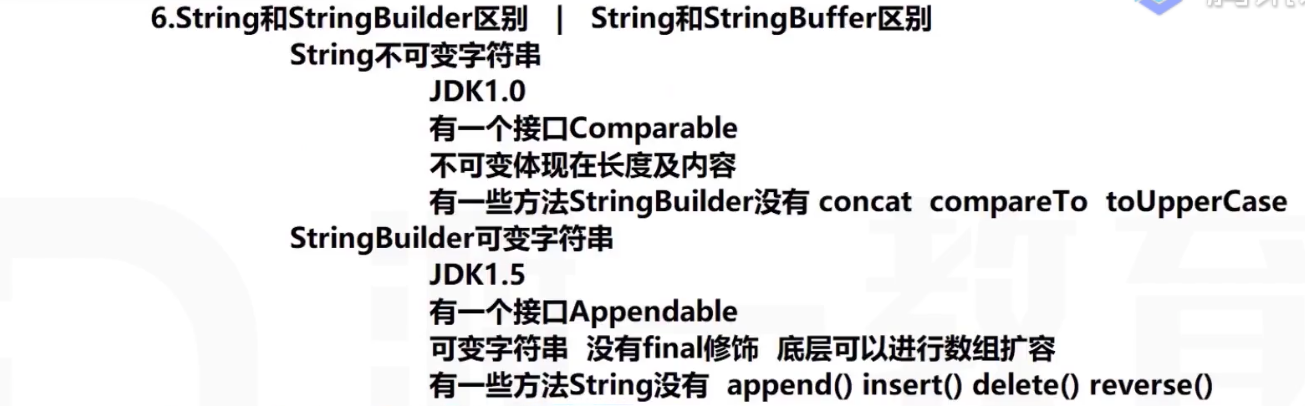 6.String和StringBuilder区别 | String和StringBuffer区别
String不可变字符串
JDK1.0
有一个接口Comparable
不可变体现在长度及内容
有一些方法StringBuilder没有 concat compareTo toUpperCase
StringBuilder可变字符串
JDK1.5
有一个接口Appendable
可变字符串 没有final修饰 底层可以进行数组扩容
有一些方法String没有 append() insert() delete() reverse()